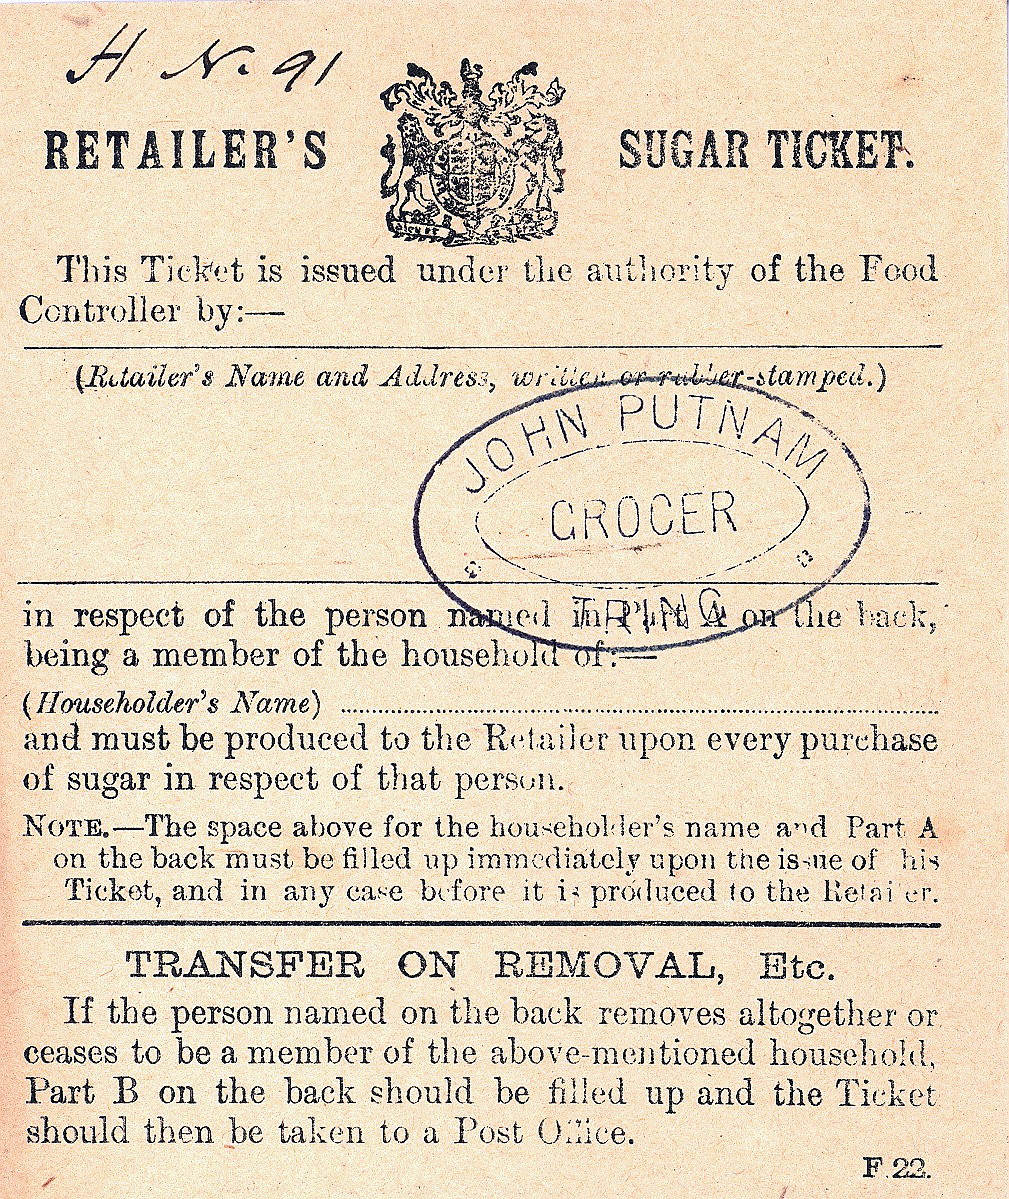 H N. 91
RETAILER'S SUGAR TICKET.
This Ticket is issued under the authority of the Food
Controller by:—
(Retailer's Name and Address, written or rubber-stamped.)
JOHN PUTNAM
GROCER
TRING
in respect of the person named in Part A on the back,
being a member of the household of:—
(Householder's Name)
and must be produced to the Retailer upon every purchase
of sugar in respect of that person.
NOTE.—The space above for the householder's name and Part A
on the back must be filled up immediately upon the issue of his
Ticket, and in any case before it is produced to the Retailer.
TRANSFER ON REMOVAL, Etc.
If the person named on the back removes altogether or
ceases to be a member of the above-mentioned household,
Part B on the back should be filled up and the Ticket
should then be taken to a Post Office.
F.22.